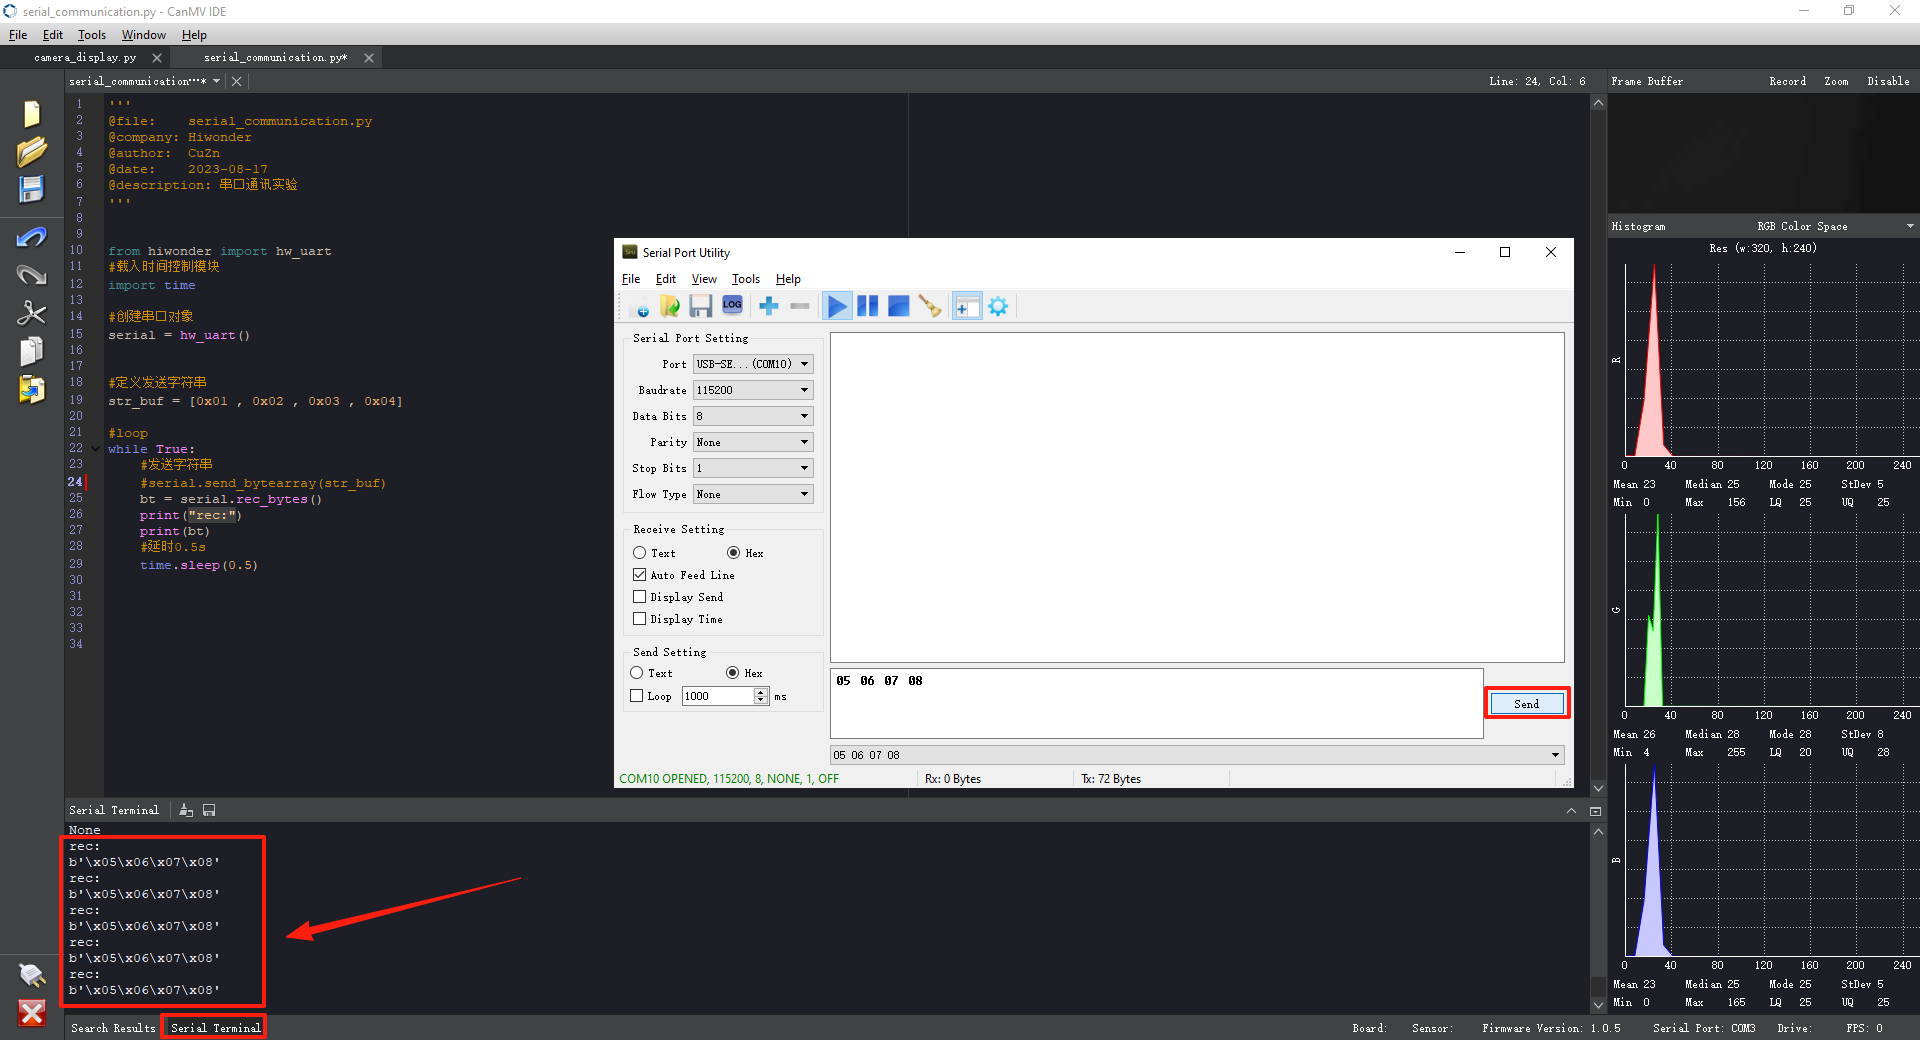 serial_communication.py - CanMV IDE
File Edit Tools Window Help
camera_display.py serial_communication.py*
serial_communication···* Line: 24, Col: 6
1 '''
2 @file: serial_communication.py
3 @company: Hiwonder
4 @author: CuZn
5 @date: 2023-08-17
6 @description: 串口通讯实验
7 '''
8
9
10 from hiwonder import hw_uart
11 #载入时间控制模块
12 import time
13
14 #创建串口对象
15 serial = hw_uart()
16
17
18 #定义发送字符串
19 str_buf = [0x01 , 0x02 , 0x03 , 0x04]
20
21 #loop
22 while True:
23 #发送字符串
24 #serial.send_bytearray(str_buf)
25 bt = serial.rec_bytes()
26 print("rec:")
27 print(bt)
28 #延时0.5s
29 time.sleep(0.5)
30
31
32
33
34
Serial Port Utility
File Edit View Tools Help
LOG
Serial Port Setting
Port USB-SE...(COM10)
Baudrate 115200
Data Bits 8
Parity None
Stop Bits 1
Flow Type None
Receive Setting
Text Hex
Auto Feed Line
Display Send
Display Time
Send Setting
Text Hex
Loop 1000 ms
05 06 07 08
Send
05 06 07 08
COM10 OPENED, 115200, 8, NONE, 1, OFF Rx: 0 Bytes Tx: 72 Bytes
Serial Terminal
None
rec:
b'\x05\x06\x07\x08'
rec:
b'\x05\x06\x07\x08'
rec:
b'\x05\x06\x07\x08'
rec:
b'\x05\x06\x07\x08'
rec:
b'\x05\x06\x07\x08'
Search Results Serial Terminal
Frame Buffer Record Zoom Disable
Histogram RGB Color Space
Res (w:320, h:240)
R
0 40 80 120 160 200 240
Mean 23 Median 25 Mode 25 StDev 5
Min 0 Max 156 LQ 25 UQ 25
G
0 40 80 120 160 200 240
Mean 26 Median 28 Mode 28 StDev 8
Min 4 Max 255 LQ 20 UQ 28
B
0 40 80 120 160 200 240
Mean 23 Median 25 Mode 25 StDev 5
Min 0 Max 165 LQ 25 UQ 25
Board: Sensor: Firmware Version: 1.0.5 Serial Port: COM3 Drive: FPS: 0